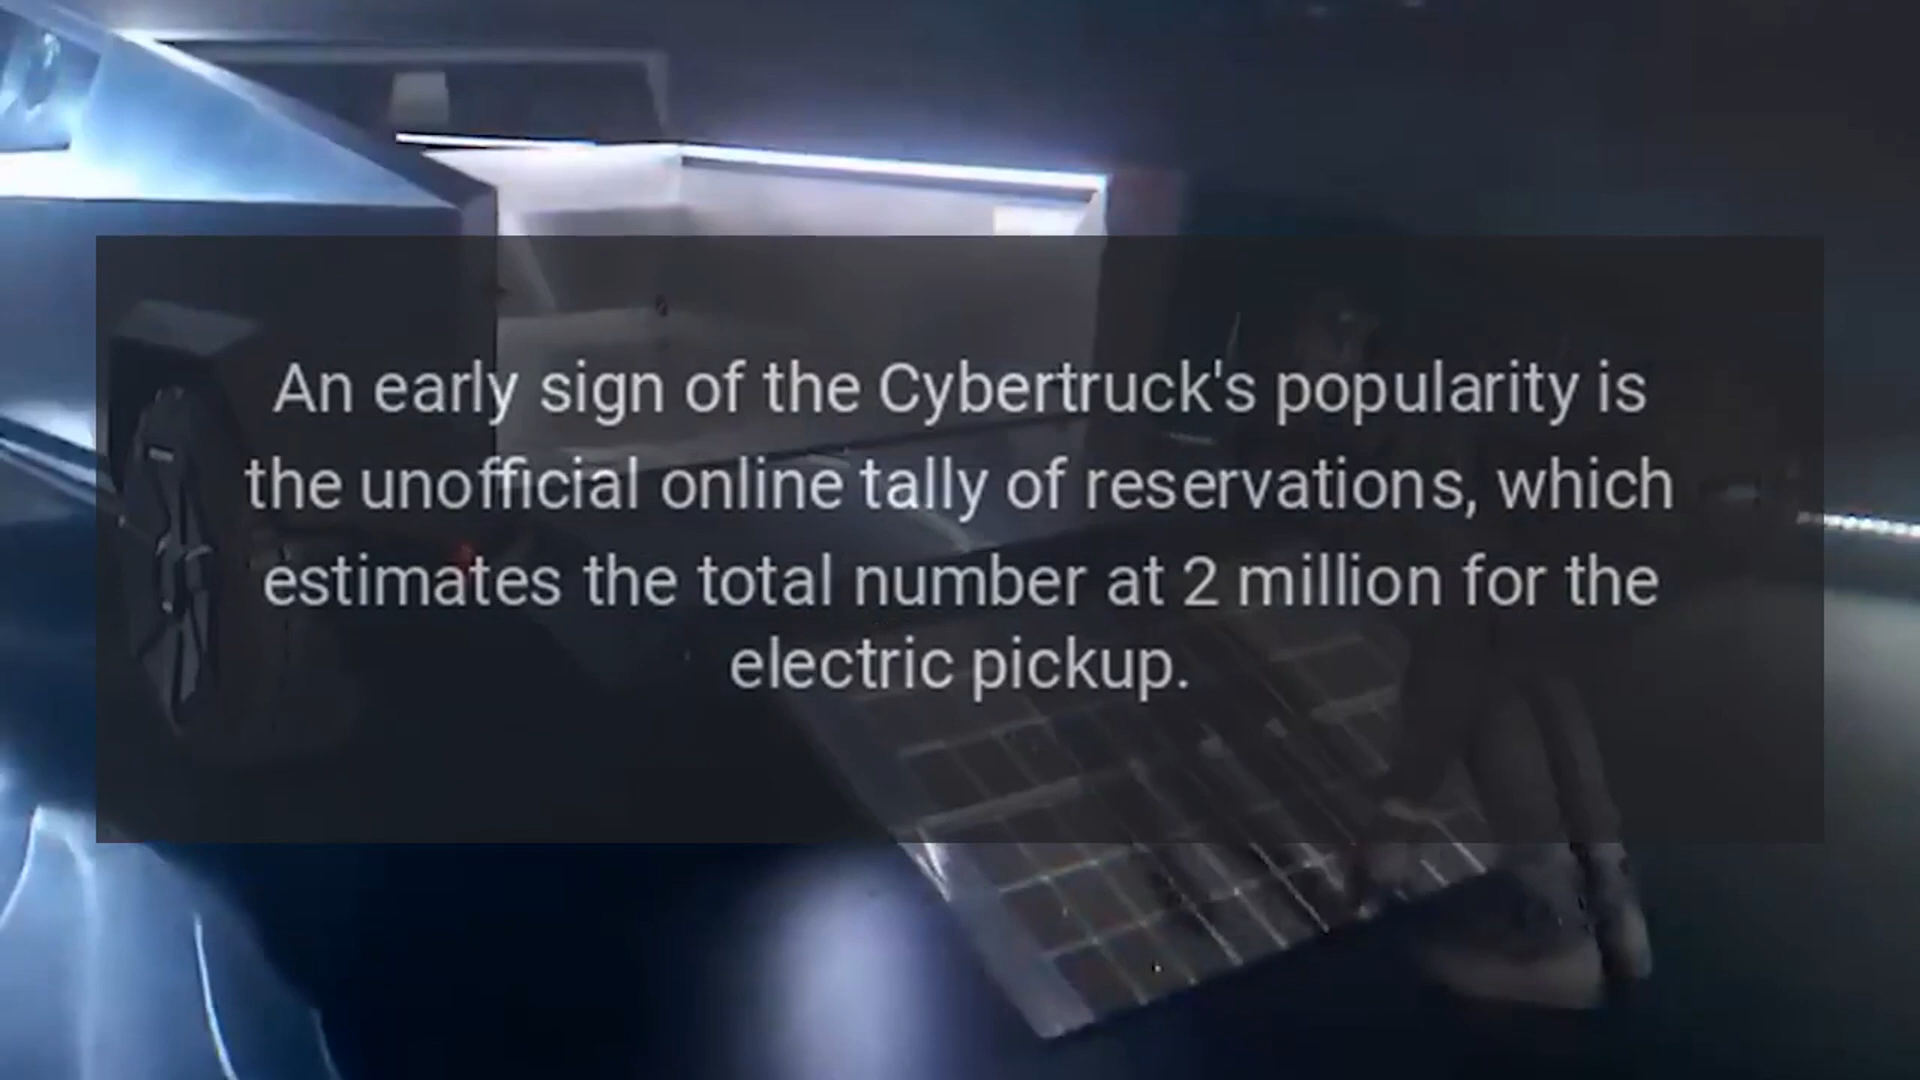 An early sign of the Cybertruck's popularity is
the unofficial online tally of reservations, which
estimates the total number at 2 million for the
electric pickup.